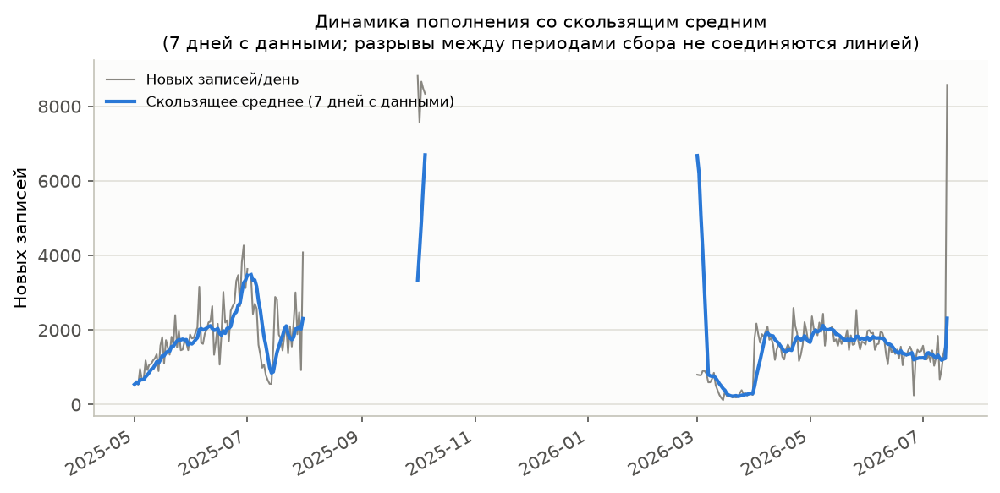 Динамика пополнения со скользящим средним
(7 дней с данными; разрывы между периодами сбора не соединяются линией)
Новых записей/день
Скользящее среднее (7 дней с данными)
Новых записей
8000
6000
4000
2000
0
2025-05
2025-07
2025-09
2025-11
2026-01
2026-03
2026-05
2026-07